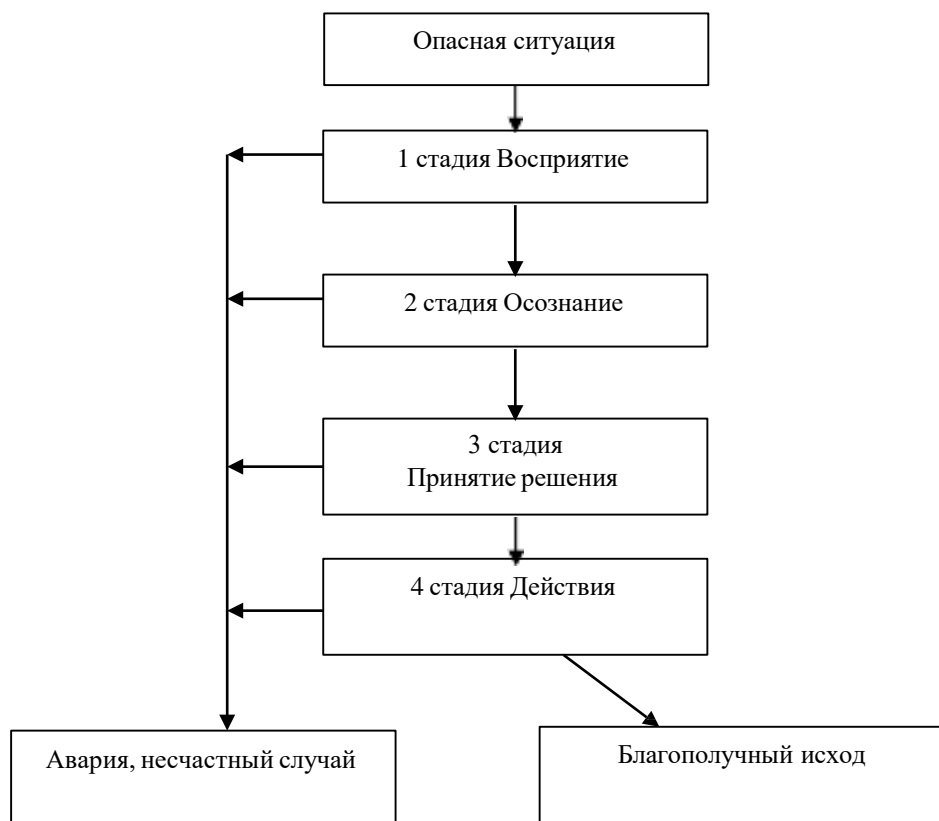 Опасная ситуация
1 стадия Восприятие
2 стадия Осознание
3 стадия
Принятие решения
4 стадия Действия
Авария, несчастный случай
Благополучный исход